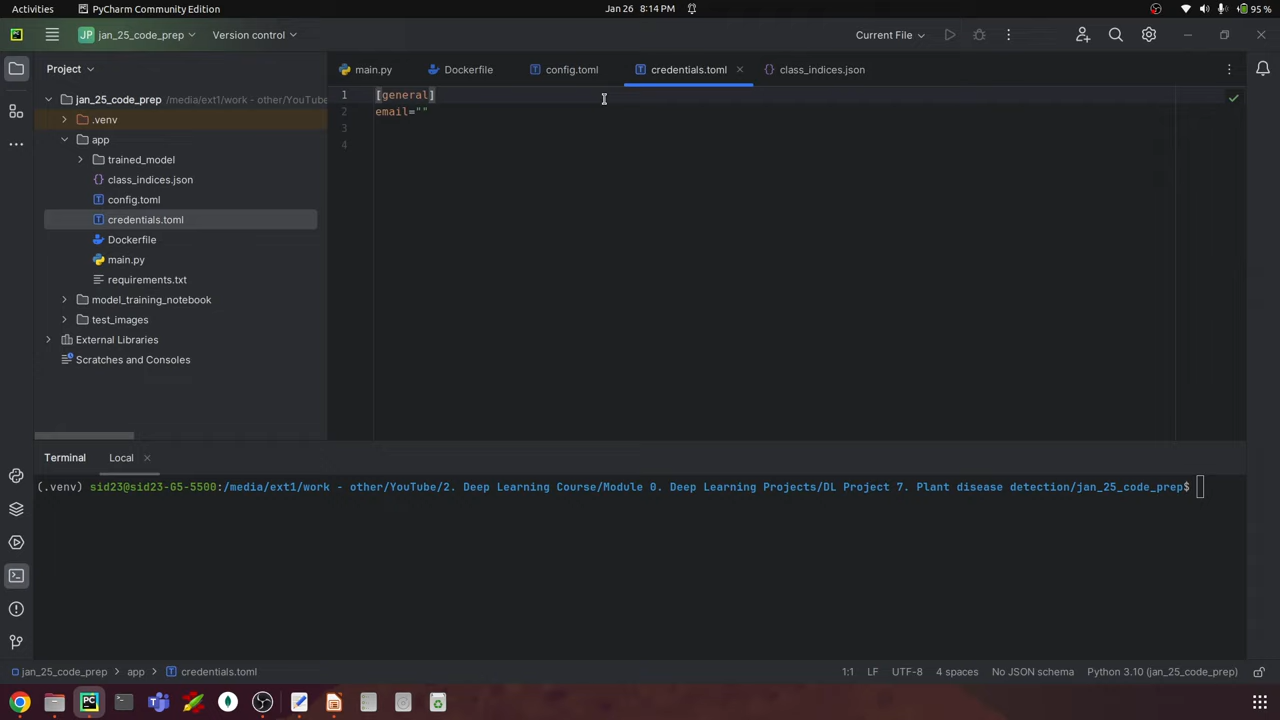 Activities
PyCharm Community Edition
Jan 26 8:14 PM
95 %
JP
jan_25_code_prep
Version control
Current File
Project
main.py
Dockerfile
config.toml
credentials.toml
class_indices.json
jan_25_code_prep /media/ext1/work - other/YouTube
.venv
app
trained_model
class_indices.json
config.toml
credentials.toml
Dockerfile
main.py
requirements.txt
model_training_notebook
test_images
External Libraries
Scratches and Consoles
1 [general]
2 email=""
3
4
Terminal
Local
(.venv) sid23@sid23-G5-5500:/media/ext1/work - other/YouTube/2. Deep Learning Course/Module 0. Deep Learning Projects/DL Project 7. Plant disease detection/jan_25_code_prep$
jan_25_code_prep > app > credentials.toml
1:1
LF
UTF-8
4 spaces
No JSON schema
Python 3.10 (jan_25_code_prep)